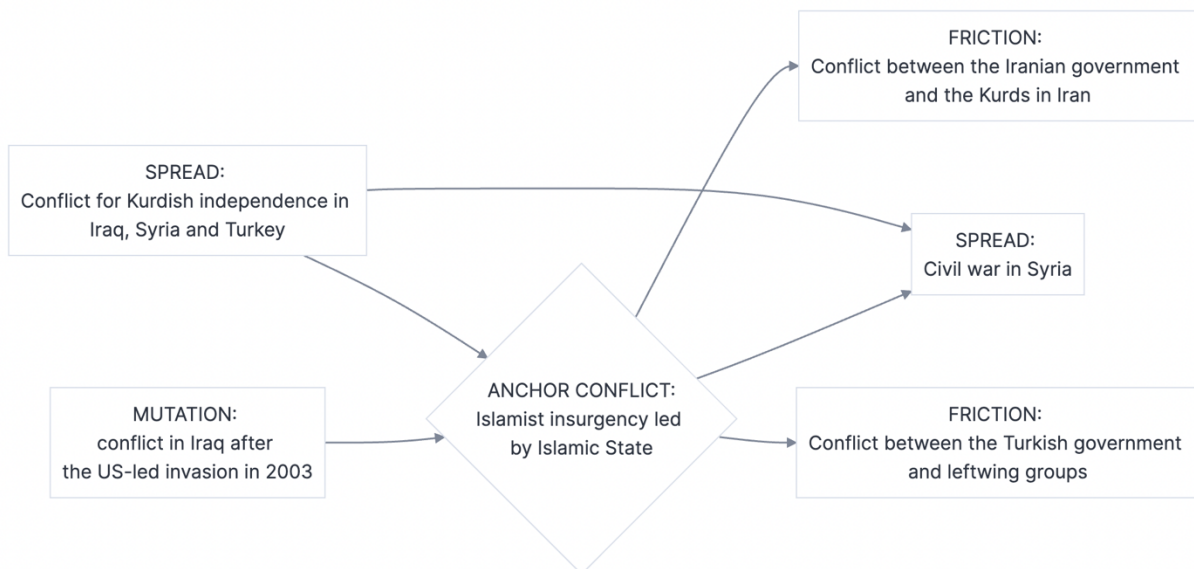 FRICTION:
Conflict between the Iranian government
and the Kurds in Iran
SPREAD:
Conflict for Kurdish independence in
Iraq, Syria and Turkey
SPREAD:
Civil war in Syria
ANCHOR CONFLICT:
Islamist insurgency led
by Islamic State
MUTATION:
conflict in Iraq after
the US-led invasion in 2003
FRICTION:
Conflict between the Turkish government
and leftwing groups